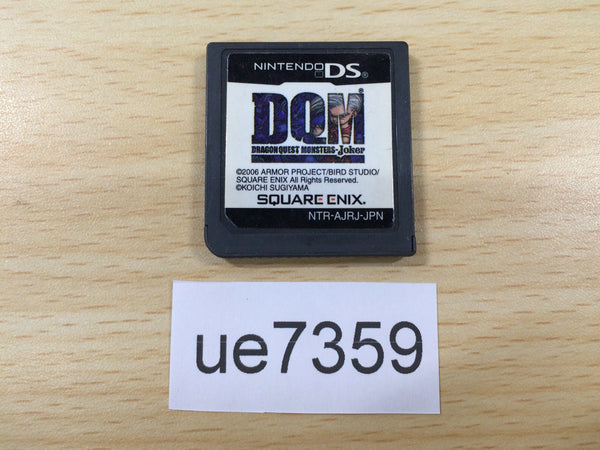 NINTENDO DS®
DQM®
DRAGON QUEST MONSTERS-Joker
©2006 ARMOR PROJECT/BIRD STUDIO/
SQUARE ENIX All Rights Reserved.
©KOICHI SUGIYAMA
SQUARE ENIX.
NTR-AJRJ-JPN
ue7359